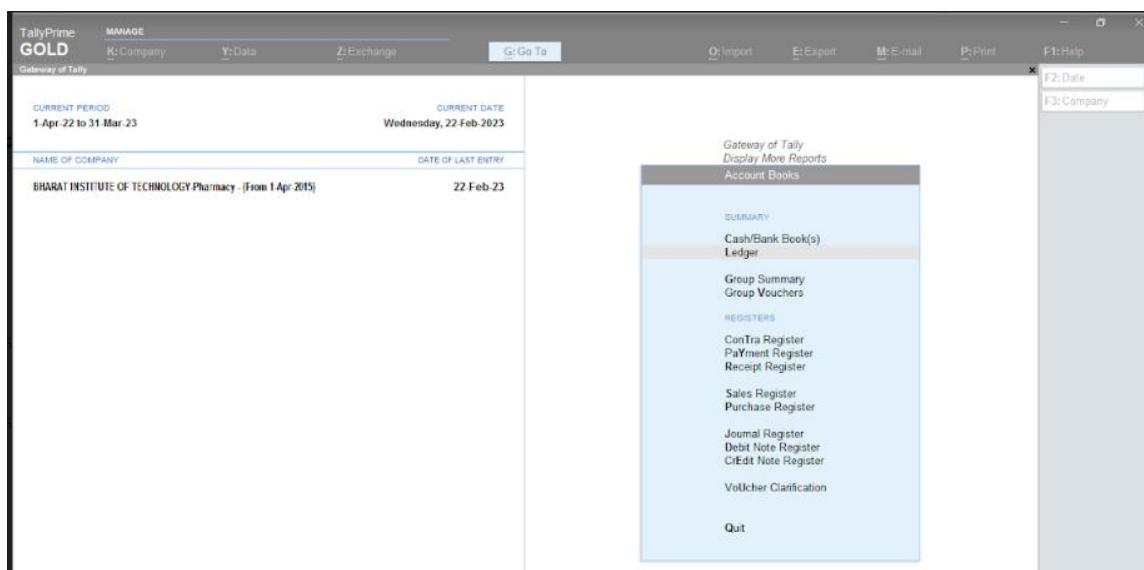 TallyPrime
GOLD
MANAGE
K: Company Y: Data Z: Exchange G: Go To O: Import E: Export M: E-mail P: Print F1: Help
Gateway of Tally
F2: Date
F3: Company
CURRENT PERIOD CURRENT DATE
1-Apr-22 to 31-Mar-23 Wednesday, 22-Feb-2023
NAME OF COMPANY DATE OF LAST ENTRY
BHARAT INSTITUTE OF TECHNOLOGY-Pharmacy - (From 1-Apr-2015) 22-Feb-23
Gateway of Tally
Display More Reports
Account Books
SUMMARY
Cash/Bank Book(s)
Ledger
Group Summary
Group Vouchers
REGISTERS
ConTra Register
PaYment Register
Receipt Register
Sales Register
Purchase Register
Journal Register
Debit Note Register
CrEdit Note Register
VoUcher Clarification
Quit